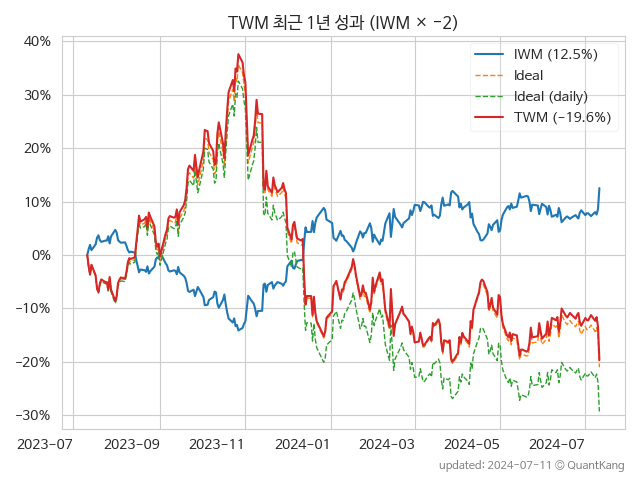 TWM 최근 1년 성과 (IWM × −2)
40%
30%
20%
10%
0%
−10%
−20%
−30%
IWM (12.5%)
Ideal
Ideal (daily)
TWM (−19.6%)
2023-07 2023-09 2023-11 2024-01 2024-03 2024-05 2024-07
updated: 2024-07-11 © QuantKang